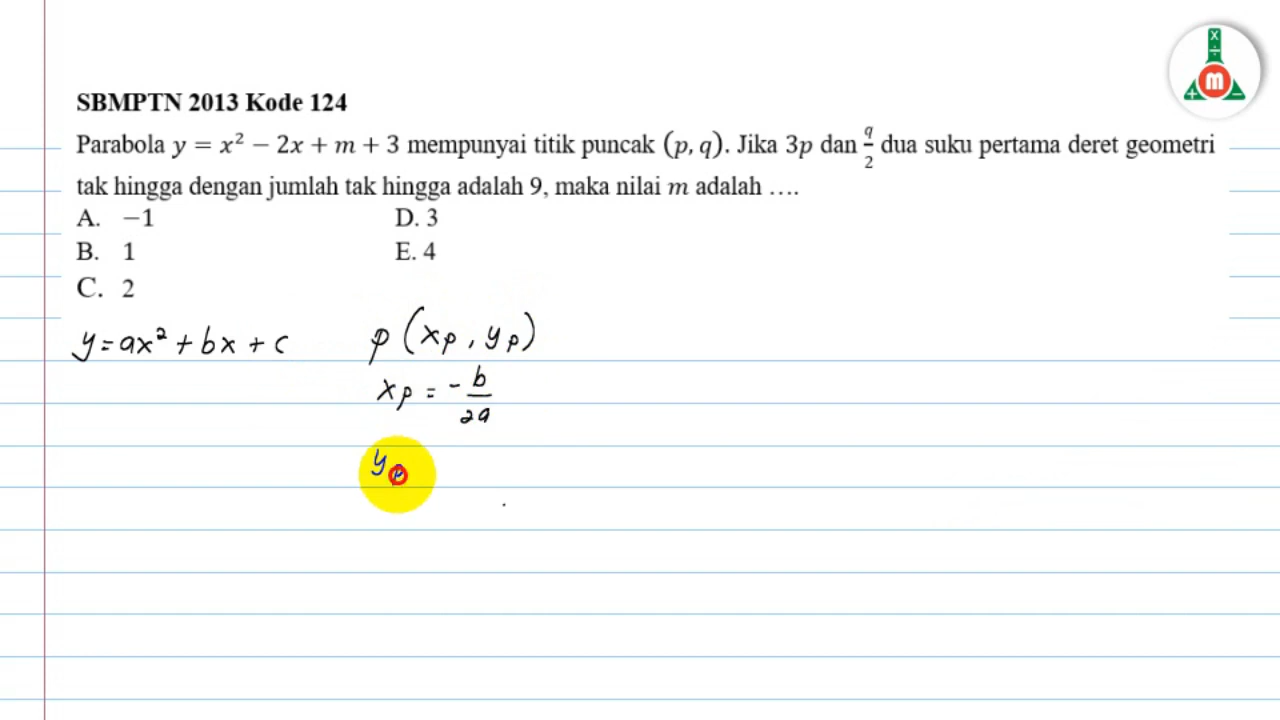 SBMPTN 2013 Kode 124
Parabola y = x² − 2x + m + 3 mempunyai titik puncak (p, q). Jika 3p dan q/2 dua suku pertama deret geometri
tak hingga dengan jumlah tak hingga adalah 9, maka nilai m adalah ….
A. −1 D. 3
B. 1 E. 4
C. 2
y = ax² + bx + c p (xp, yp)
xp = - b/2a
yp
x ÷ m + −